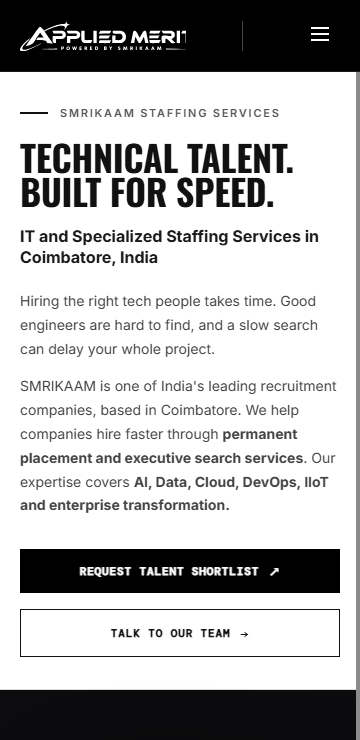 APPLIED MERIT
POWERED BY SMRIKAAM
SMRIKAAM STAFFING SERVICES
TECHNICAL TALENT.
BUILT FOR SPEED.
IT and Specialized Staffing Services in
Coimbatore, India
Hiring the right tech people takes time. Good
engineers are hard to find, and a slow search
can delay your whole project.
SMRIKAAM is one of India's leading recruitment
companies, based in Coimbatore. We help
companies hire faster through permanent
placement and executive search services. Our
expertise covers AI, Data, Cloud, DevOps, IIoT
and enterprise transformation.
REQUEST TALENT SHORTLIST ↗
TALK TO OUR TEAM →